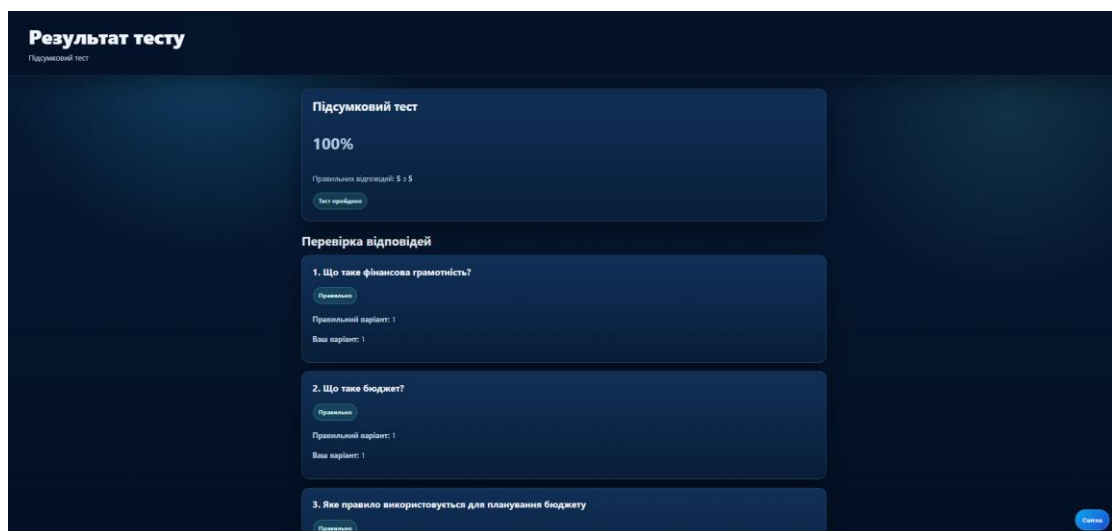 Результат тесту
Підсумковий тест
Підсумковий тест
100%
Правильних відповідей: 5 з 5
Тест пройдено
Перевірка відповідей
1. Що таке фінансова грамотність?
Правильно
Правильний варіант: 1
Ваш варіант: 1
2. Що таке бюджет?
Правильно
Правильний варіант: 1
Ваш варіант: 1
3. Яке правило використовується для планування бюджету
Правильно
Світло